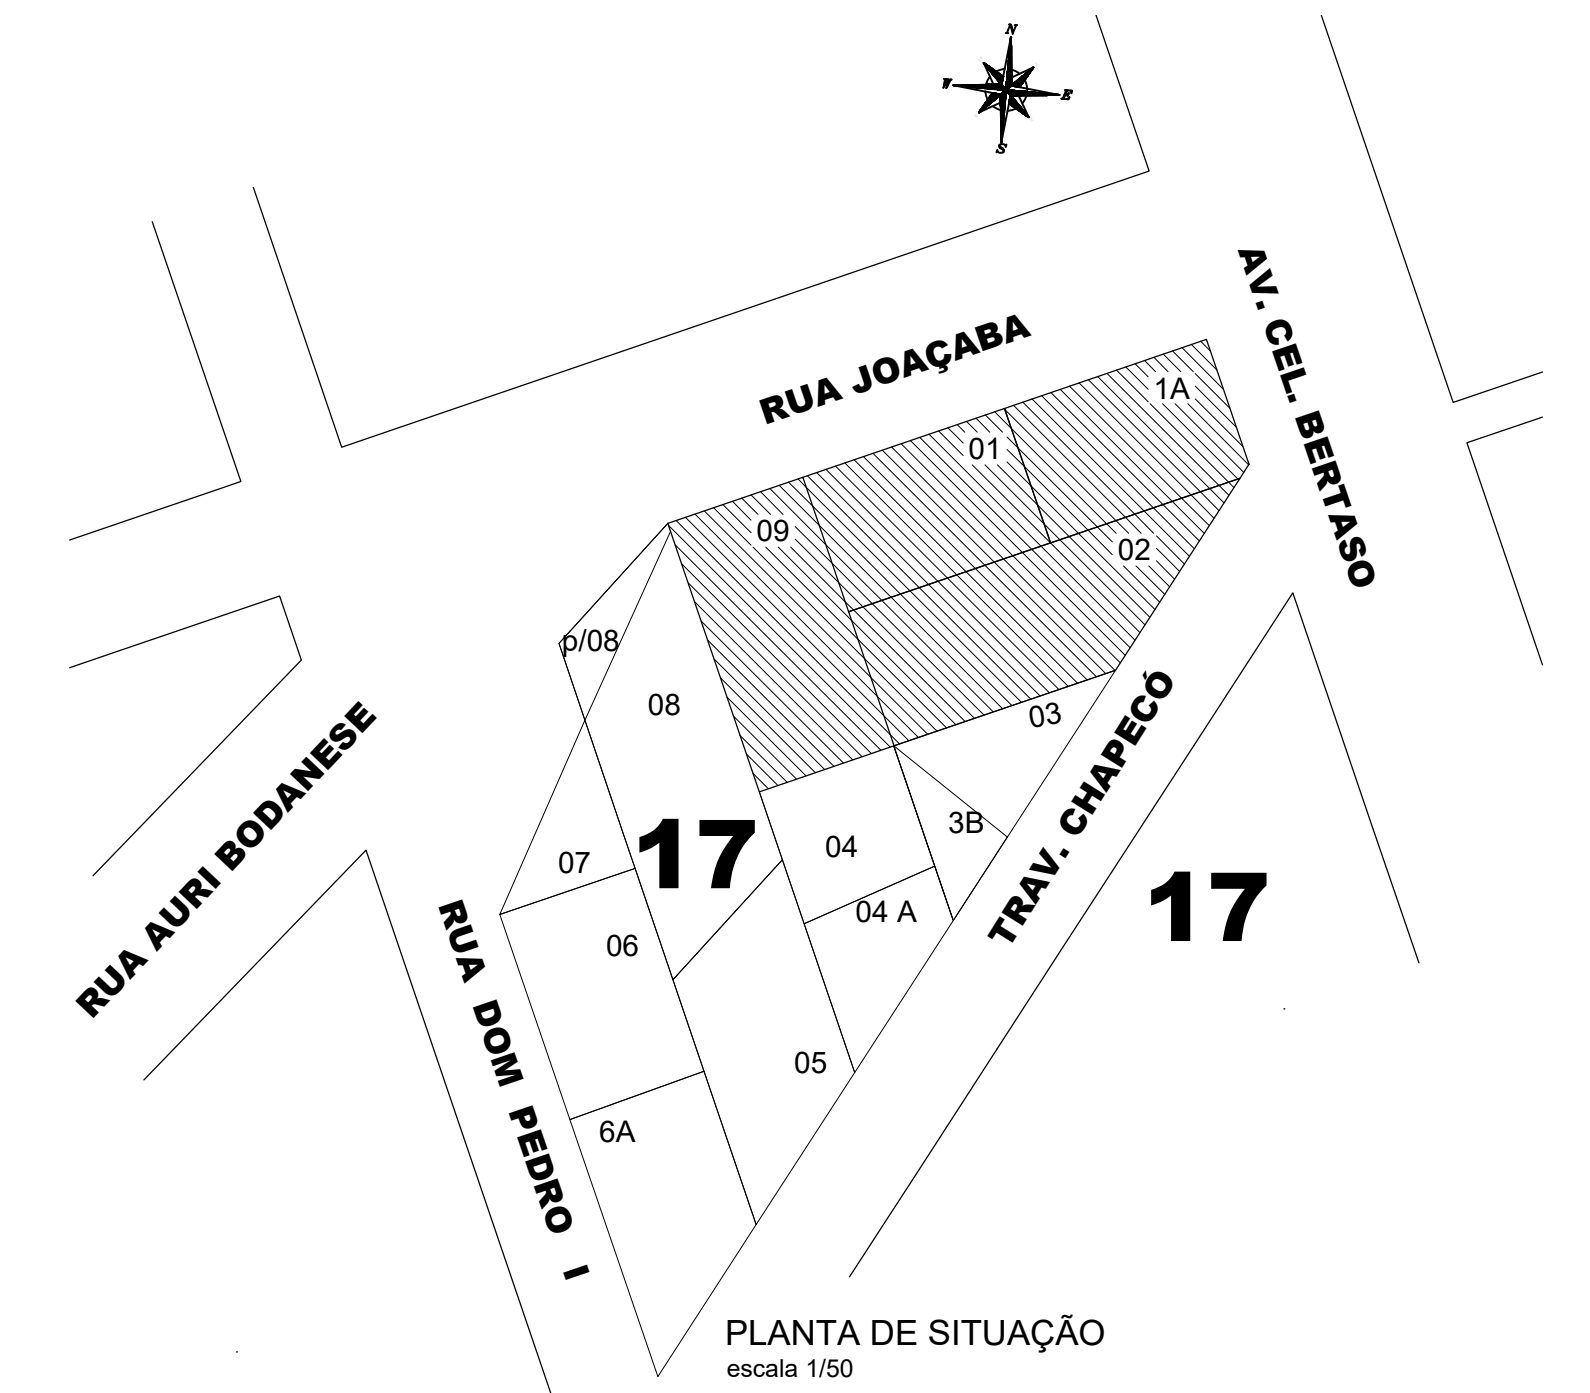 N
W
E
S
AV. CEL. BERTASO
RUA JOAÇABA
1A
01
09
02
p/08
08
03
RUA AURI BODANESE
TRAV. CHAPECÓ
17
07
04
3B
04 A
17
RUA DOM PEDRO I
06
05
6A
PLANTA DE SITUAÇÃO
escala 1/50